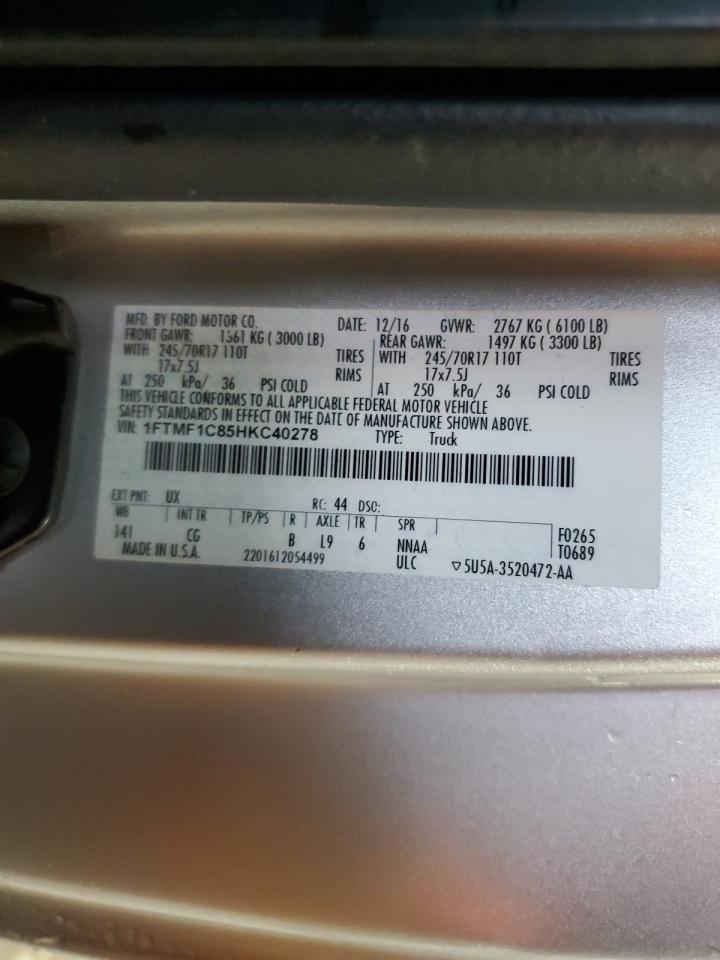 MFD. BY FORD MOTOR CO. DATE: 12/16 GVWR: 2767 KG ( 6100 LB)
FRONT GAWR: 1361 KG ( 3000 LB) REAR GAWR: 1497 KG ( 3300 LB)
WITH 245/70R17 110T TIRES WITH 245/70R17 110T TIRES
17x7.5J RIMS 17x7.5J RIMS
AT 250 kPa/ 36 PSI COLD AT 250 kPa/ 36 PSI COLD
THIS VEHICLE CONFORMS TO ALL APPLICABLE FEDERAL MOTOR VEHICLE
SAFETY STANDARDS IN EFFECT ON THE DATE OF MANUFACTURE SHOWN ABOVE.
VIN: 1FTMF1C85HKC40278 TYPE: Truck
EXT PNT: UX RC: 44 DSO:
WB INT TR TP/PS R AXLE TR SPR F0265
141 CG B L9 6 NNAA T0689
MADE IN U.S.A. 2201612054499 ULC ▽5U5A-3520472-AA